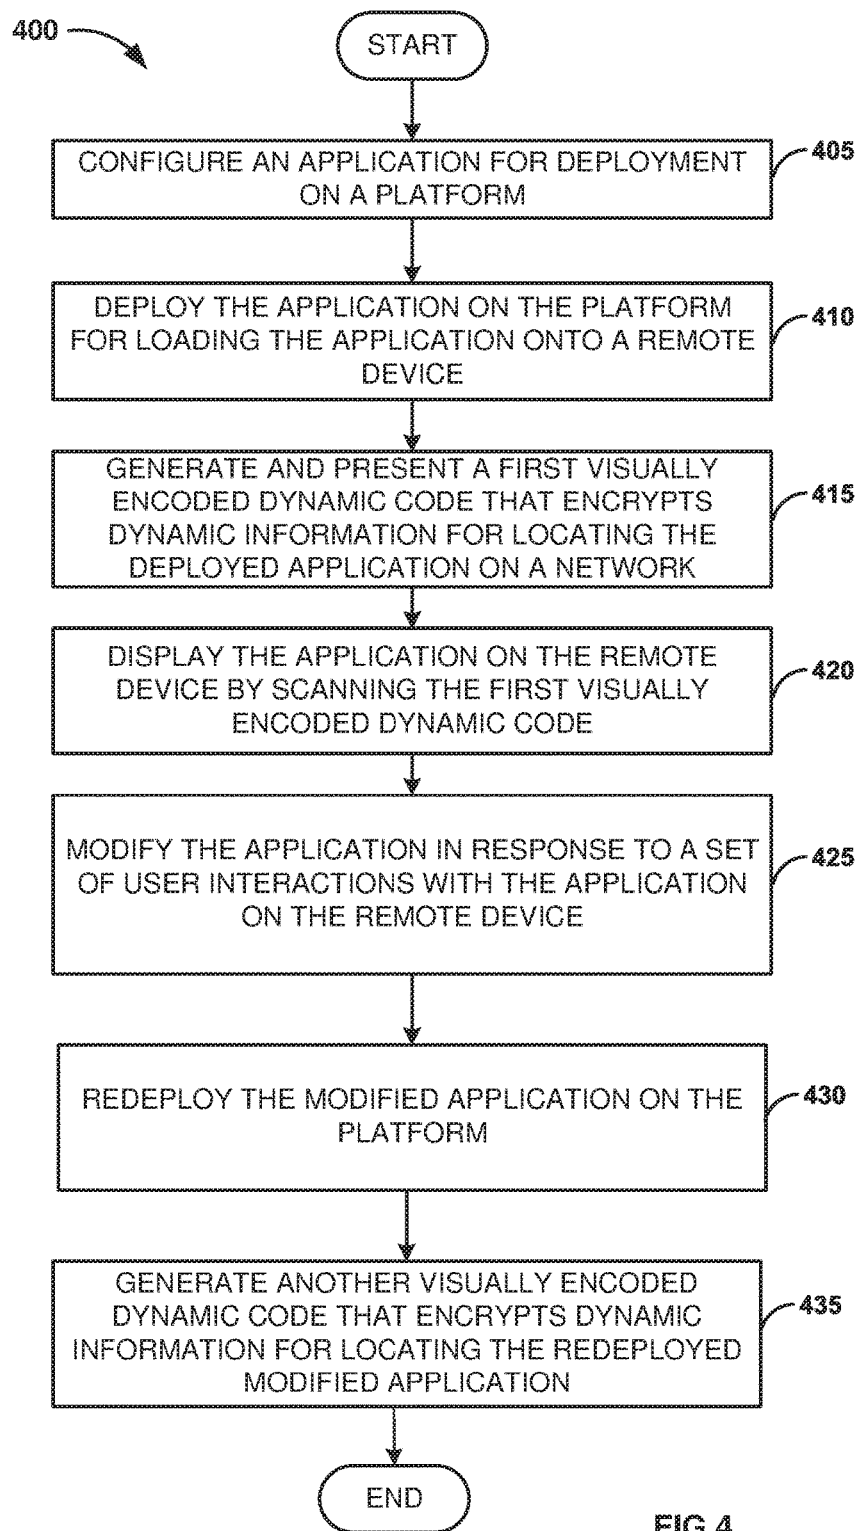 400
START
CONFIGURE AN APPLICATION FOR DEPLOYMENT
ON A PLATFORM
405
DEPLOY THE APPLICATION ON THE PLATFORM
FOR LOADING THE APPLICATION ONTO A REMOTE
DEVICE
410
GENERATE AND PRESENT A FIRST VISUALLY
ENCODED DYNAMIC CODE THAT ENCRYPTS
DYNAMIC INFORMATION FOR LOCATING THE
DEPLOYED APPLICATION ON A NETWORK
415
DISPLAY THE APPLICATION ON THE REMOTE
DEVICE BY SCANNING THE FIRST VISUALLY
ENCODED DYNAMIC CODE
420
MODIFY THE APPLICATION IN RESPONSE TO A SET
OF USER INTERACTIONS WITH THE APPLICATION
ON THE REMOTE DEVICE
425
REDEPLOY THE MODIFIED APPLICATION ON THE
PLATFORM
430
GENERATE ANOTHER VISUALLY ENCODED
DYNAMIC CODE THAT ENCRYPTS DYNAMIC
INFORMATION FOR LOCATING THE REDEPLOYED
MODIFIED APPLICATION
435
END
FIG.4